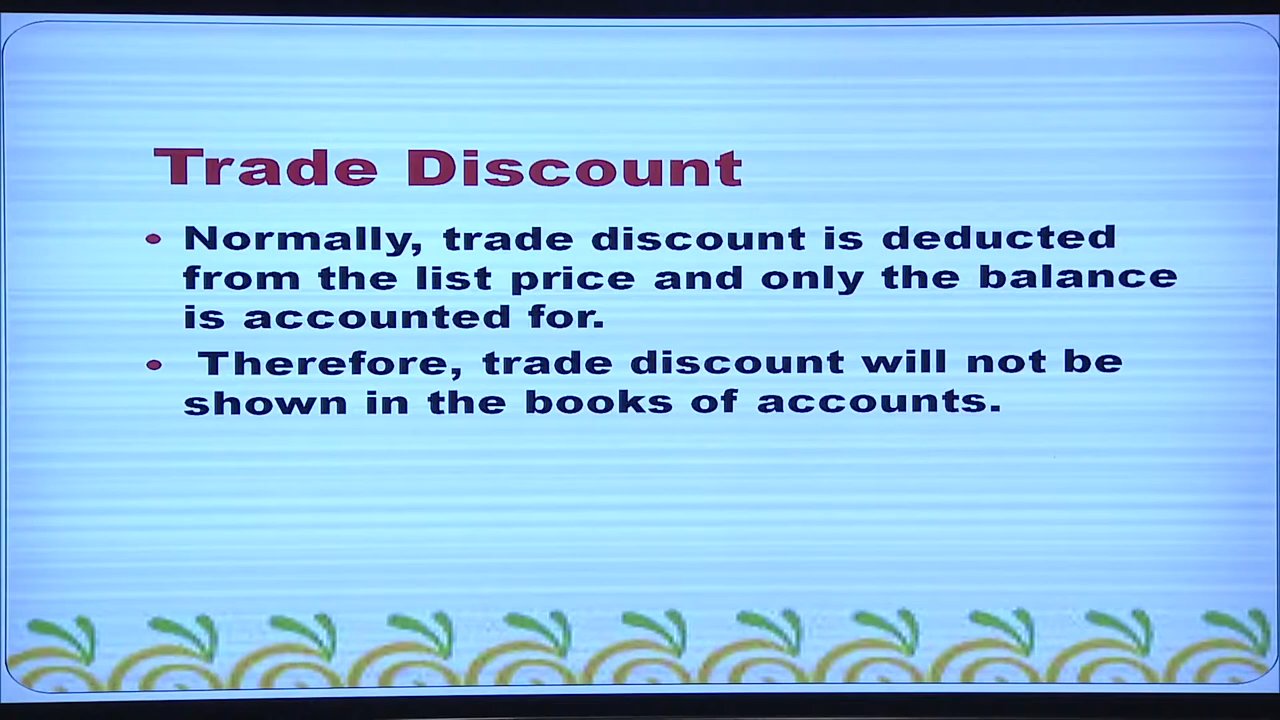 Trade Discount
• Normally, trade discount is deducted
from the list price and only the balance
is accounted for.
• Therefore, trade discount will not be
shown in the books of accounts.